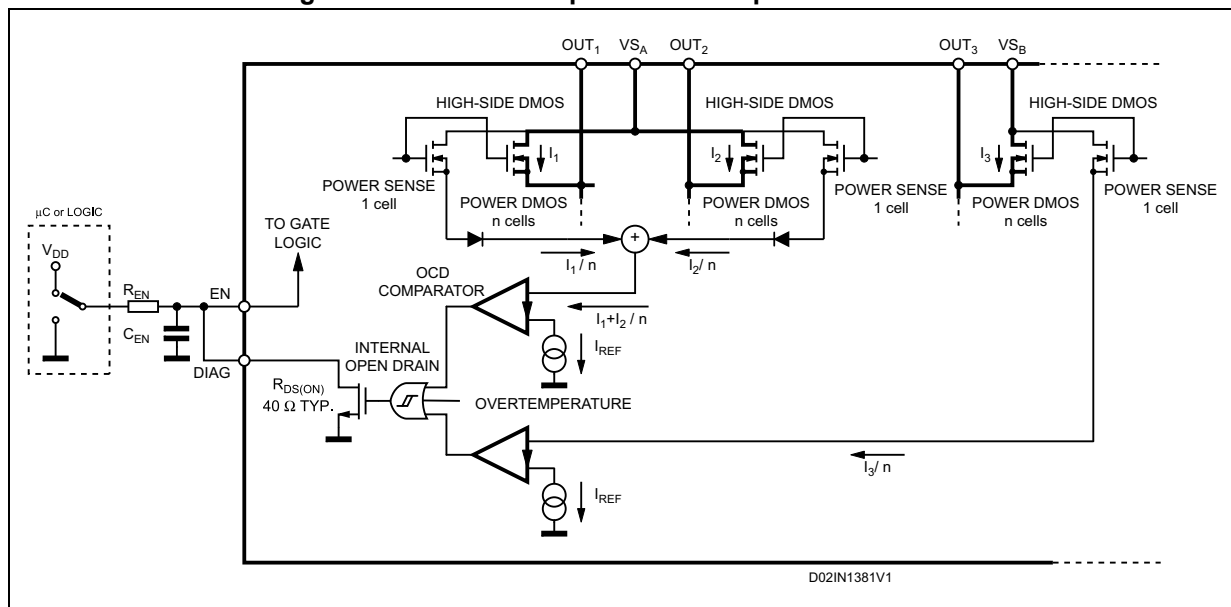 OUT1 VSA OUT2 OUT3 VSB
HIGH-SIDE DMOS
HIGH-SIDE DMOS
HIGH-SIDE DMOS
I1
I2
I3
POWER SENSE
1 cell
POWER DMOS
n cells
POWER DMOS
n cells
POWER SENSE
1 cell
POWER DMOS
n cells
POWER SENSE
1 cell
μC or LOGIC
VDD
TO GATE
LOGIC
REN
CEN
EN
DIAG
+
I1/ n
I2/ n
OCD
COMPARATOR
I1+I2 / n
IREF
INTERNAL
OPEN DRAIN
RDS(ON)
40 Ω TYP.
OVERTEMPERATURE
I3/ n
IREF
D02IN1381V1